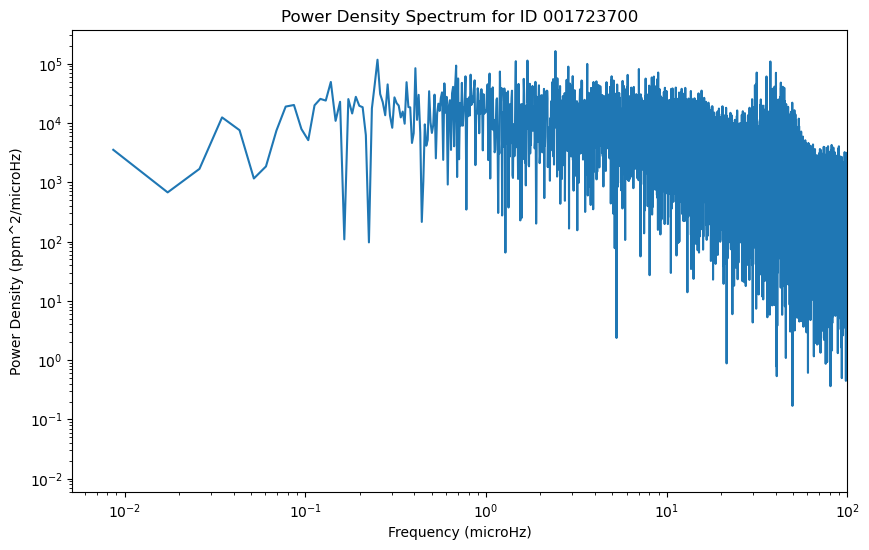 Power Density Spectrum for ID 001723700
Power Density (ppm^2/microHz)
10^5
10^4
10^3
10^2
10^1
10^0
10^-1
10^-2
10^-2 10^-1 10^0 10^1 10^2
Frequency (microHz)